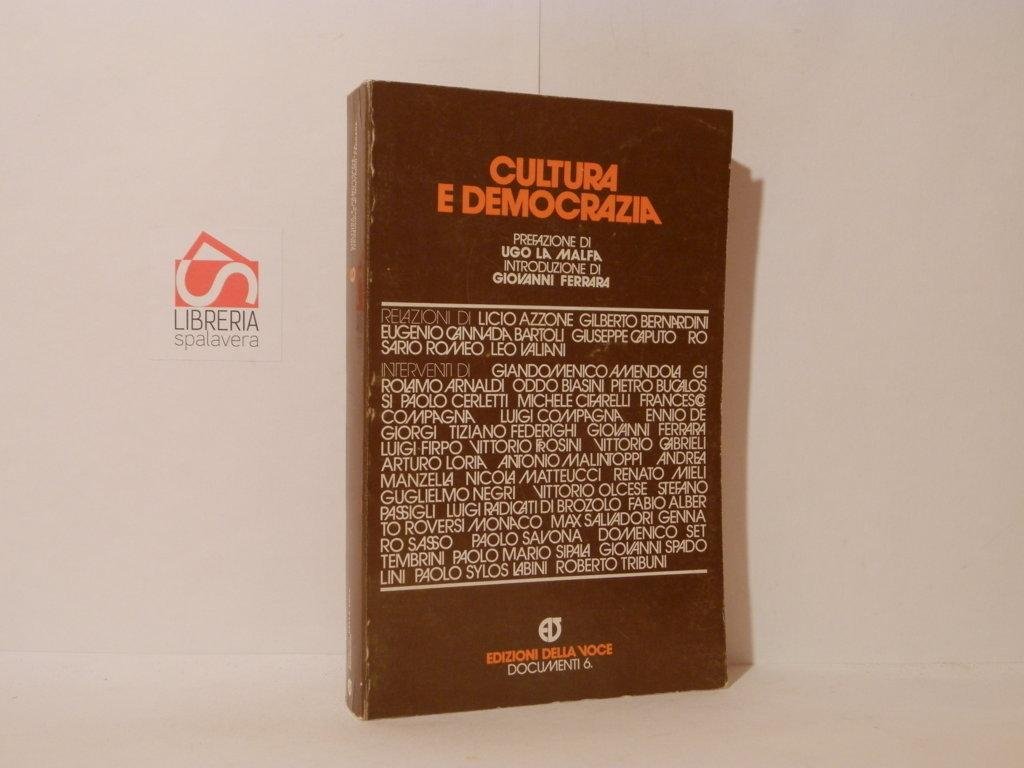 CULTURA
E DEMOCRAZIA
PREFAZIONE DI
UGO LA MALFA
INTRODUZIONE DI
GIOVANNI FERRARA
RELAZIONI DI LICIO AZZONE GILBERTO BERNARDINI
EUGENIO CANNADA BARTOLI GIUSEPPE CAPUTO RO
SARIO ROMEO LEO VALIANI
INTERVENTI DI GIANDOMENICO AMENDOLA GI
ROLAMO ARNALDI ODDO BIASINI PIETRO BUCALOS
SI PAOLO CERLETTI MICHELE CIFARELLI FRANCESCO
COMPAGNA LUIGI COMPAGNA ENNIO DE
GIORGI TIZIANO FEDERIGHI GIOVANNI FERRARA
LUIGI FIRPO VITTORIO FROSINI VITTORIO GABRIELI
ARTURO LORIA ANTONIO MALINTOPPI ANDREA
MANZELLA NICOLA MATTEUCCI RENATO MIELI
GUGLIELMO NEGRI VITTORIO OLCESE STEFANO
PASSIGLI LUIGI RADICATI DI BROZOLO FABIO ALBER
TO ROVERSI MONACO MAX SALVADORI GENNA
RO SASSO PAOLO SAVONA DOMENICO SET
TEMBRINI PAOLO MARIO SIPALA GIOVANNI SPADO
LINI PAOLO SYLOS LABINI ROBERTO TRIBUNI
EDIZIONI DELLA VOCE
DOCUMENTI 6.
LIBRERIA
spalavera